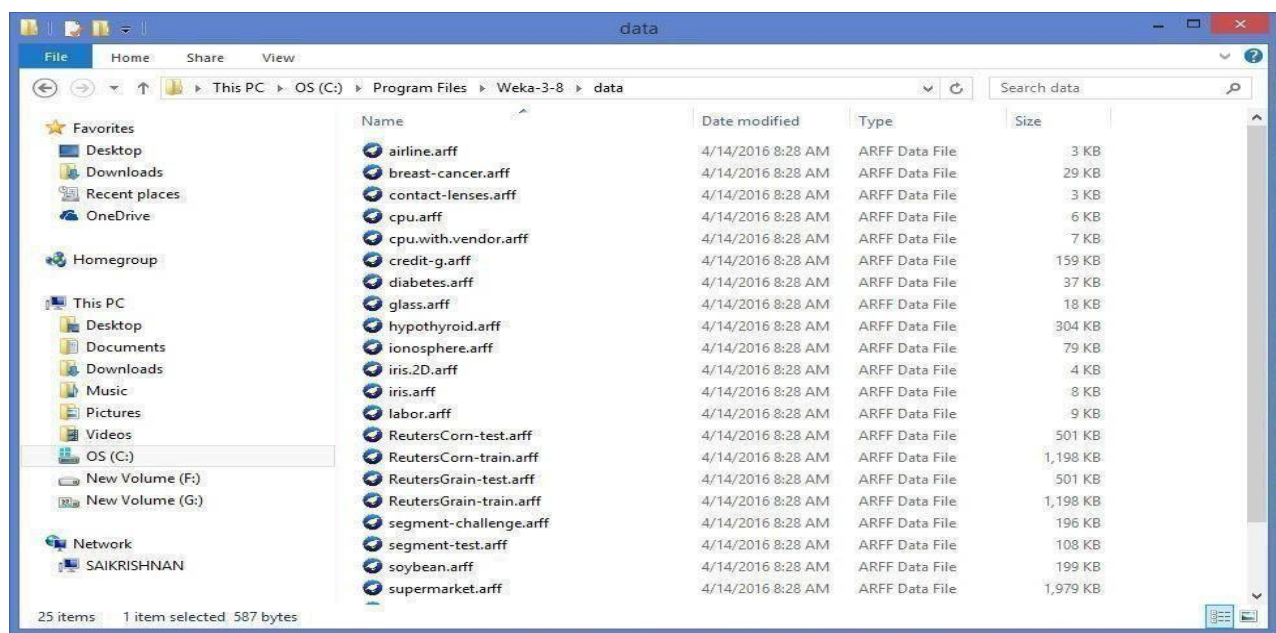 data
File Home Share View
This PC OS (C:) Program Files Weka-3-8 data
Search data
Favorites
Desktop
Downloads
Recent places
OneDrive
Homegroup
This PC
Desktop
Documents
Downloads
Music
Pictures
Videos
OS (C:)
New Volume (F:)
New Volume (G:)
Network
SAIKRISHNAN
Name Date modified Type Size
airline.arff 4/14/2016 8:28 AM ARFF Data File 3 KB
breast-cancer.arff 4/14/2016 8:28 AM ARFF Data File 29 KB
contact-lenses.arff 4/14/2016 8:28 AM ARFF Data File 3 KB
cpu.arff 4/14/2016 8:28 AM ARFF Data File 6 KB
cpu.with.vendor.arff 4/14/2016 8:28 AM ARFF Data File 7 KB
credit-g.arff 4/14/2016 8:28 AM ARFF Data File 159 KB
diabetes.arff 4/14/2016 8:28 AM ARFF Data File 37 KB
glass.arff 4/14/2016 8:28 AM ARFF Data File 18 KB
hypothyroid.arff 4/14/2016 8:28 AM ARFF Data File 304 KB
ionosphere.arff 4/14/2016 8:28 AM ARFF Data File 79 KB
iris.2D.arff 4/14/2016 8:28 AM ARFF Data File 4 KB
iris.arff 4/14/2016 8:28 AM ARFF Data File 8 KB
labor.arff 4/14/2016 8:28 AM ARFF Data File 9 KB
ReutersCorn-test.arff 4/14/2016 8:28 AM ARFF Data File 501 KB
ReutersCorn-train.arff 4/14/2016 8:28 AM ARFF Data File 1,198 KB
ReutersGrain-test.arff 4/14/2016 8:28 AM ARFF Data File 501 KB
ReutersGrain-train.arff 4/14/2016 8:28 AM ARFF Data File 1,198 KB
segment-challenge.arff 4/14/2016 8:28 AM ARFF Data File 196 KB
segment-test.arff 4/14/2016 8:28 AM ARFF Data File 108 KB
soybean.arff 4/14/2016 8:28 AM ARFF Data File 199 KB
supermarket.arff 4/14/2016 8:28 AM ARFF Data File 1,979 KB
25 items 1 item selected 587 bytes